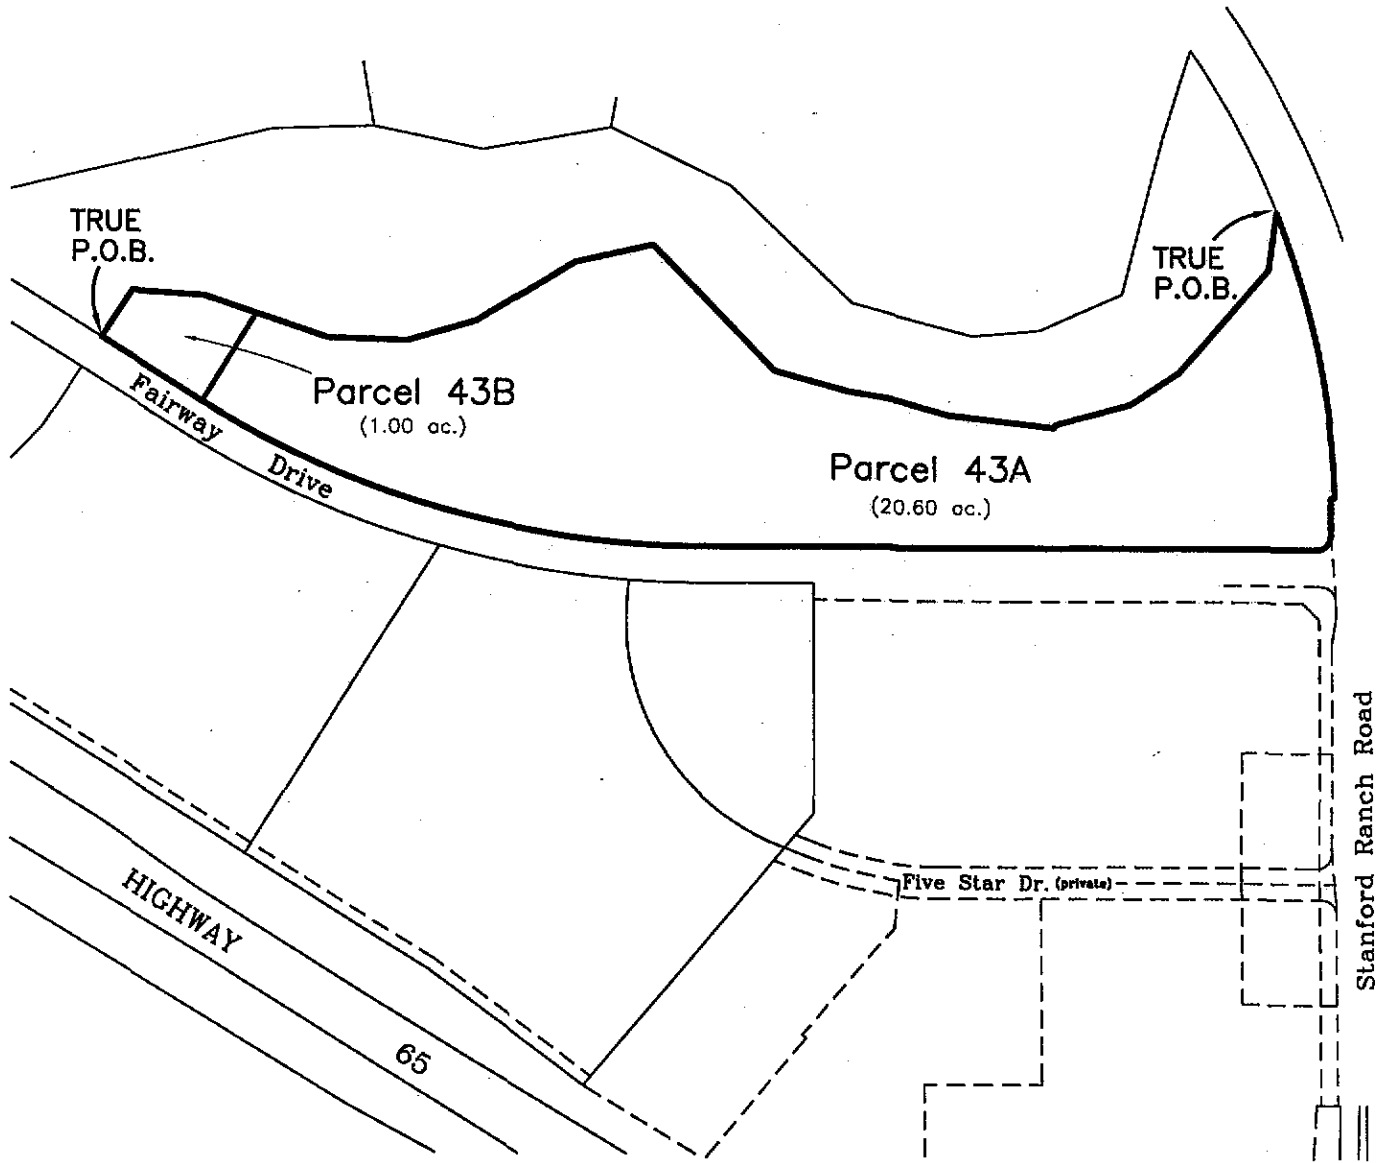 TRUE
P.O.B.
TRUE
P.O.B.
Parcel 43B
(1.00 ac.)
Fairway
Drive
Parcel 43A
(20.60 ac.)
Stanford Ranch Road
Five Star Dr. (private)
HIGHWAY
65